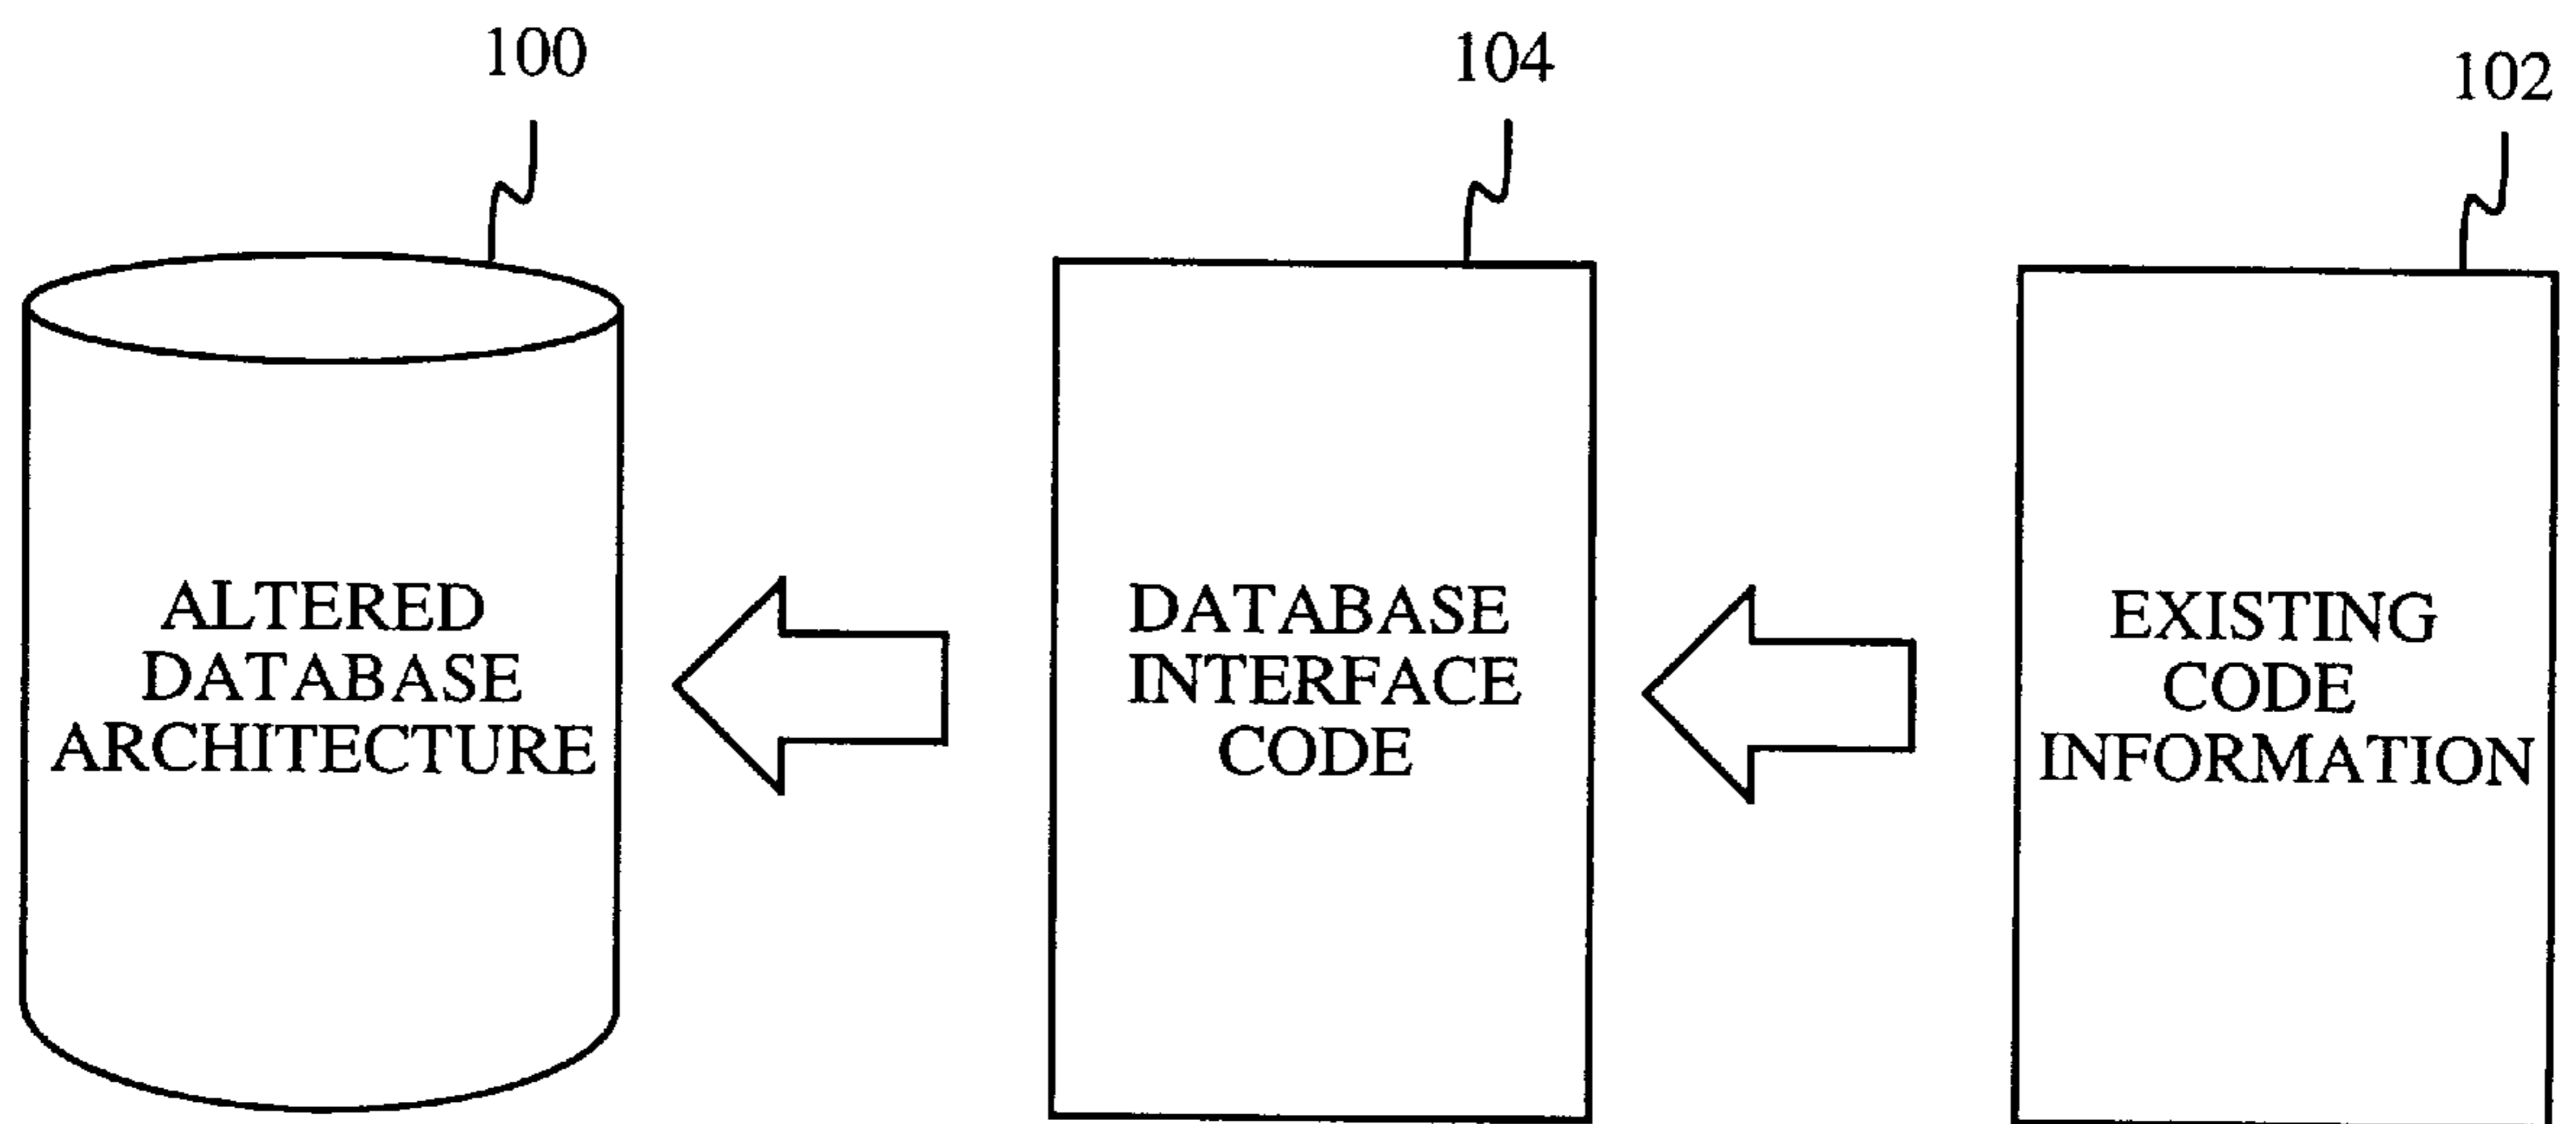 100
104
102
ALTERED
DATABASE
ARCHITECTURE
DATABASE
INTERFACE
CODE
EXISTING
CODE
INFORMATION